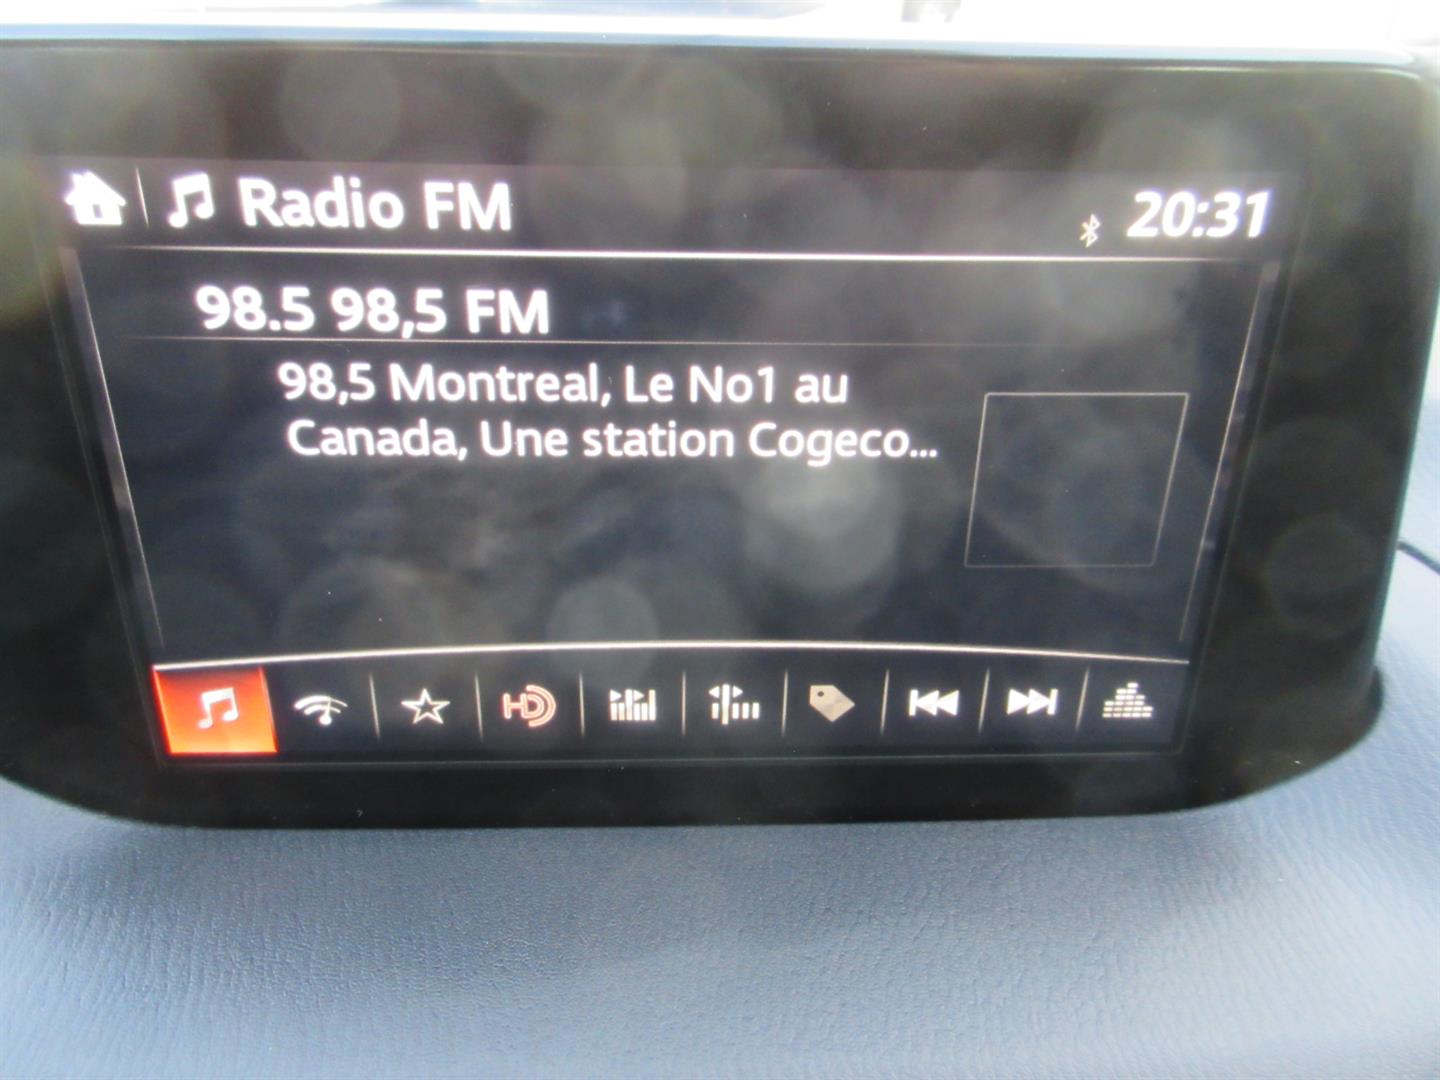 Radio FM
20:31
98.5 98,5 FM
98,5 Montreal, Le No1 au
Canada, Une station Cogeco...
HD